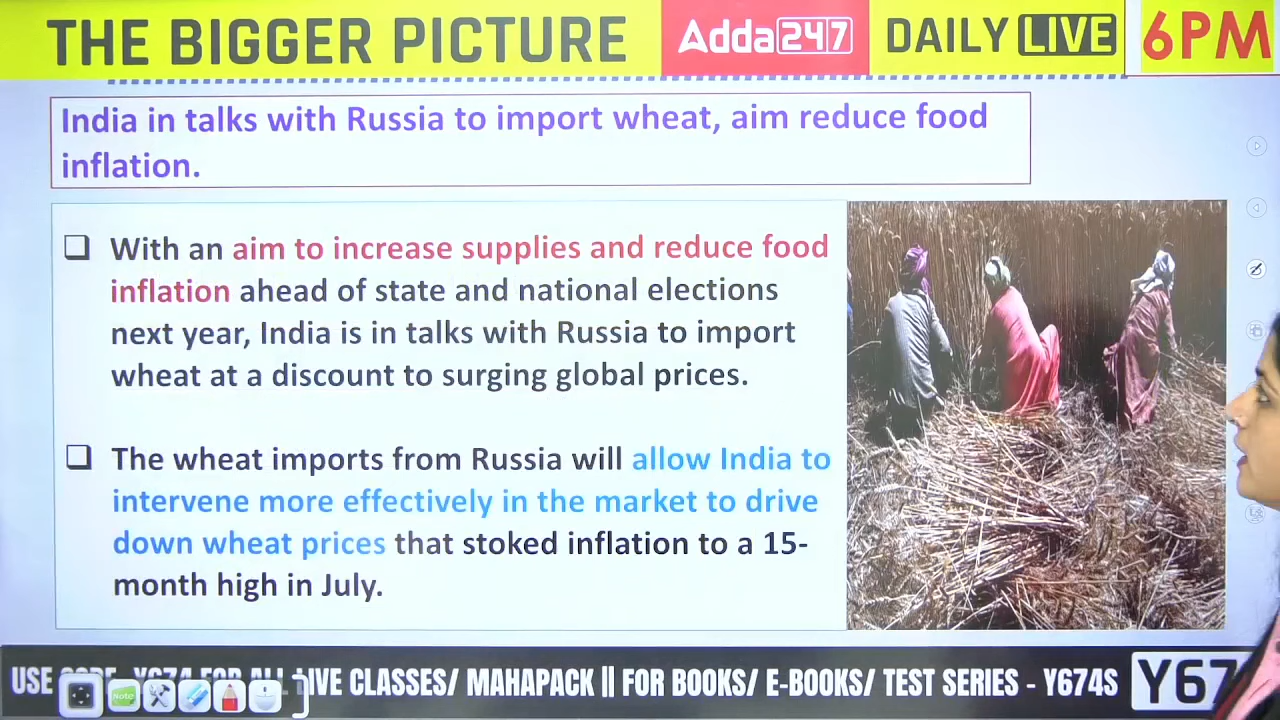 THE BIGGER PICTURE
Adda247
DAILY LIVE
6PM
India in talks with Russia to import wheat, aim reduce food
inflation.
❑ With an aim to increase supplies and reduce food
inflation ahead of state and national elections
next year, India is in talks with Russia to import
wheat at a discount to surging global prices.
❑ The wheat imports from Russia will allow India to
intervene more effectively in the market to drive
down wheat prices that stoked inflation to a 15-
month high in July.
USE FOR ALL LIVE CLASSES/ MAHAPACK || FOR BOOKS/ E-BOOKS/ TEST SERIES - Y674S
Y67
Note